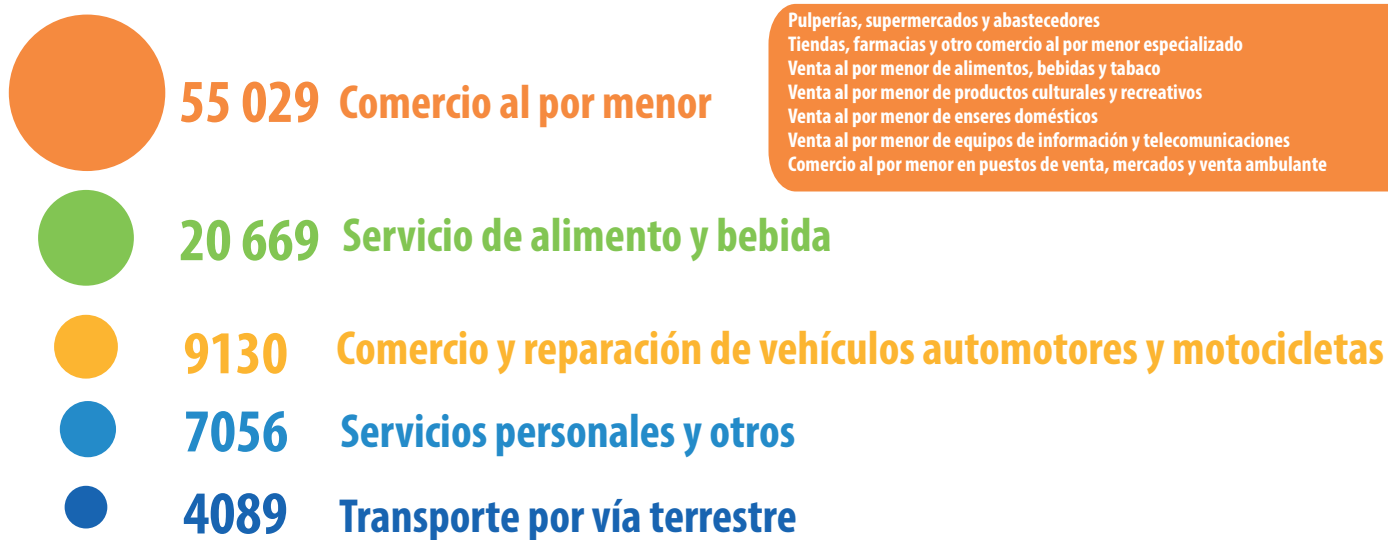 Pulperías, supermercados y abastecedores
Tiendas, farmacias y otro comercio al por menor especializado
Venta al por menor de alimentos, bebidas y tabaco
Venta al por menor de productos culturales y recreativos
Venta al por menor de enseres domésticos
Venta al por menor de equipos de información y telecomunicaciones
Comercio al por menor en puestos de venta, mercados y venta ambulante
55 029 Comercio al por menor
20 669 Servicio de alimento y bebida
9130 Comercio y reparación de vehículos automotores y motocicletas
7056 Servicios personales y otros
4089 Transporte por vía terrestre